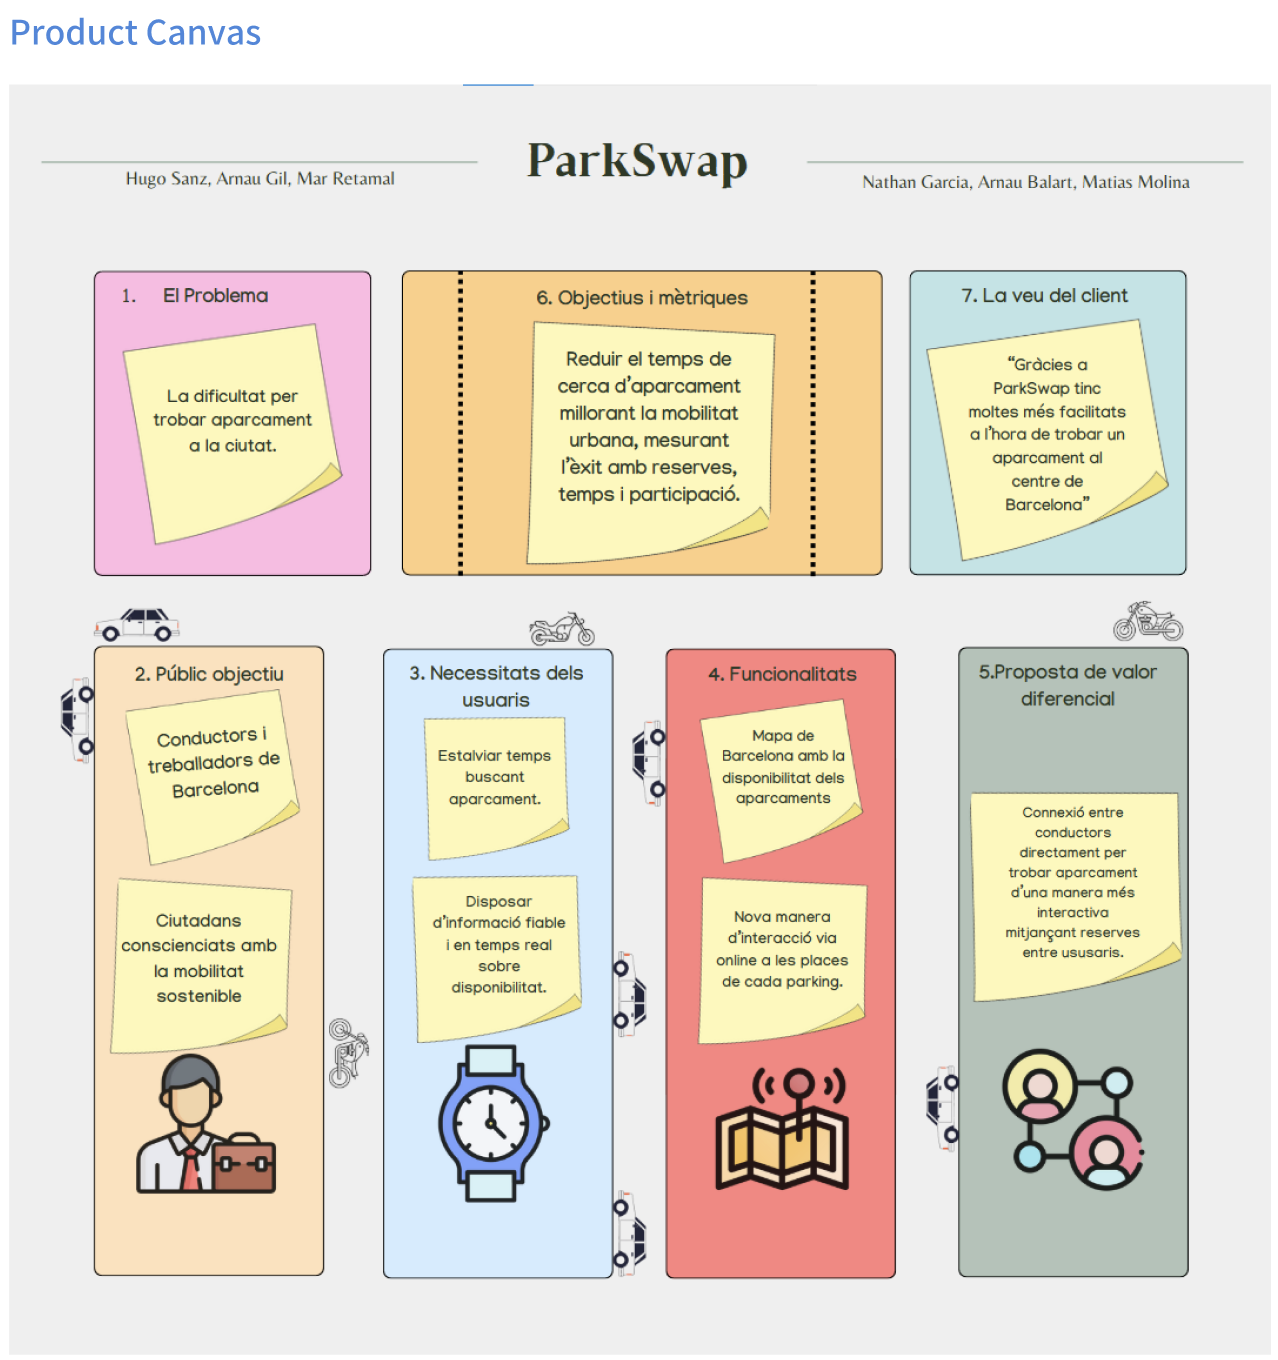 Product Canvas
ParkSwap
Hugo Sanz, Arnau Gil, Mar Retamal
Nathan Garcia, Arnau Balart, Matias Molina
1. El Problema
La dificultat per
trobar aparcament
a la ciutat.
6. Objectius i mètriques
Reduir el temps de
cerca d'aparcament
millorant la mobilitat
urbana, mesurant
l'èxit amb reserves,
temps i participació.
7. La veu del client
“Gràcies a
ParkSwap tinc
moltes més facilitats
a l'hora de trobar un
aparcament al
centre de
Barcelona”
2. Públic objectiu
Conductors i
treballadors de
Barcelona
Ciutadans
conscienciats amb
la mobilitat
sostenible
3. Necessitats dels
usuaris
Estalviar temps
buscant
aparcament.
Disposar
d'informació fiable
i en temps real
sobre
disponibilitat.
4. Funcionalitats
Mapa de
Barcelona amb la
disponibilitat dels
aparcaments
Nova manera
d'interacció via
online a les places
de cada parking.
5.Proposta de valor
diferencial
Connexió entre
conductors
directament per
trobar aparcament
d'una manera més
interactiva
mitjançant reserves
entre ususaris.